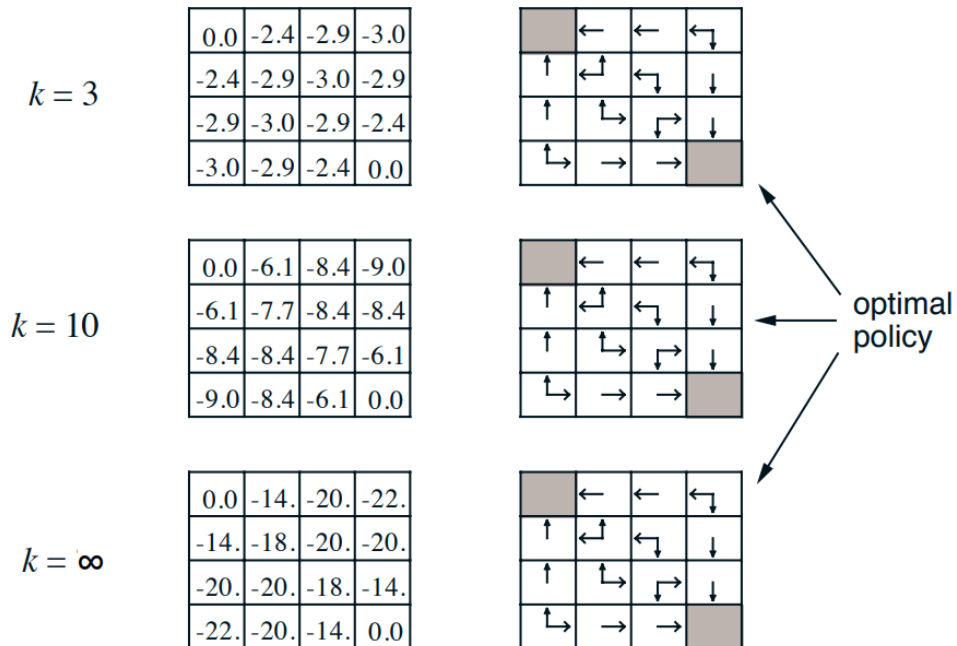 0.0 -2.4 -2.9 -3.0
-2.4 -2.9 -3.0 -2.9
k = 3
-2.9 -3.0 -2.9 -2.4
-3.0 -2.9 -2.4 0.0
0.0 -6.1 -8.4 -9.0
-6.1 -7.7 -8.4 -8.4
k = 10
-8.4 -8.4 -7.7 -6.1
-9.0 -8.4 -6.1 0.0
optimal
policy
0.0 -14. -20. -22.
-14. -18. -20. -20.
k = ∞
-20. -20. -18. -14.
-22. -20. -14. 0.0